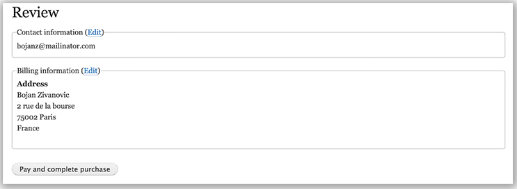 Review
Contact information (Edit)
bojanz@mailinator.com
Billing information (Edit)
Address
Bojan Zivanovic
2 rue de la bourse
75002 Paris
France
Pay and complete purchase